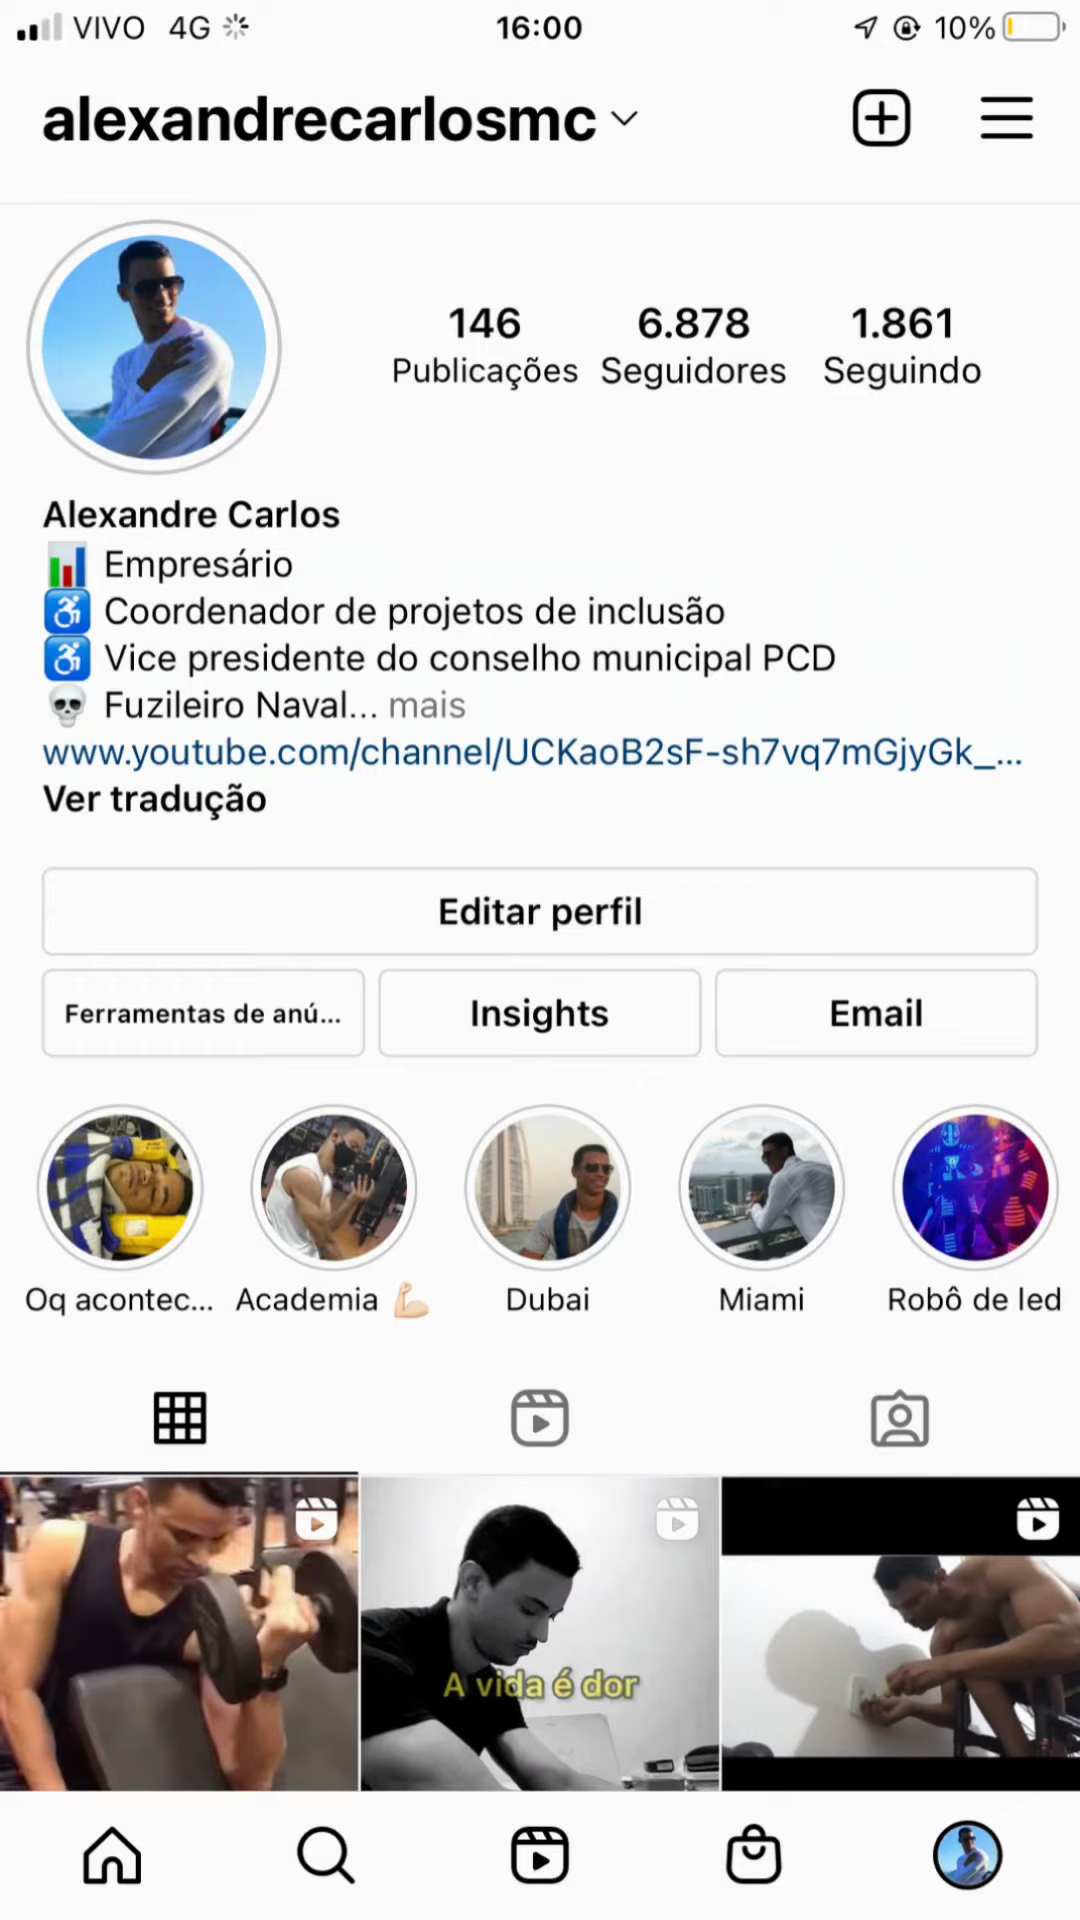 VIVO 4G 16:00 10%
alexandrecarlosmc
146 6.878 1.861
Publicações Seguidores Seguindo
Alexandre Carlos
Empresário
Coordenador de projetos de inclusão
Vice presidente do conselho municipal PCD
Fuzileiro Naval... mais
www.youtube.com/channel/UCKaoB2sF-sh7vq7mGjyGk_...
Ver tradução
Editar perfil
Ferramentas de anú... Insights Email
Oq acontec... Academia 💪🏻 Dubai Miami Robô de led
A vida é dor